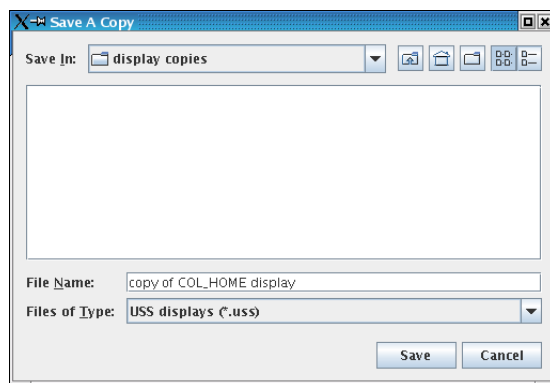 Save A Copy
Save In: display copies
File Name: copy of COL_HOME display
Files of Type: USS displays (*.uss)
Save Cancel